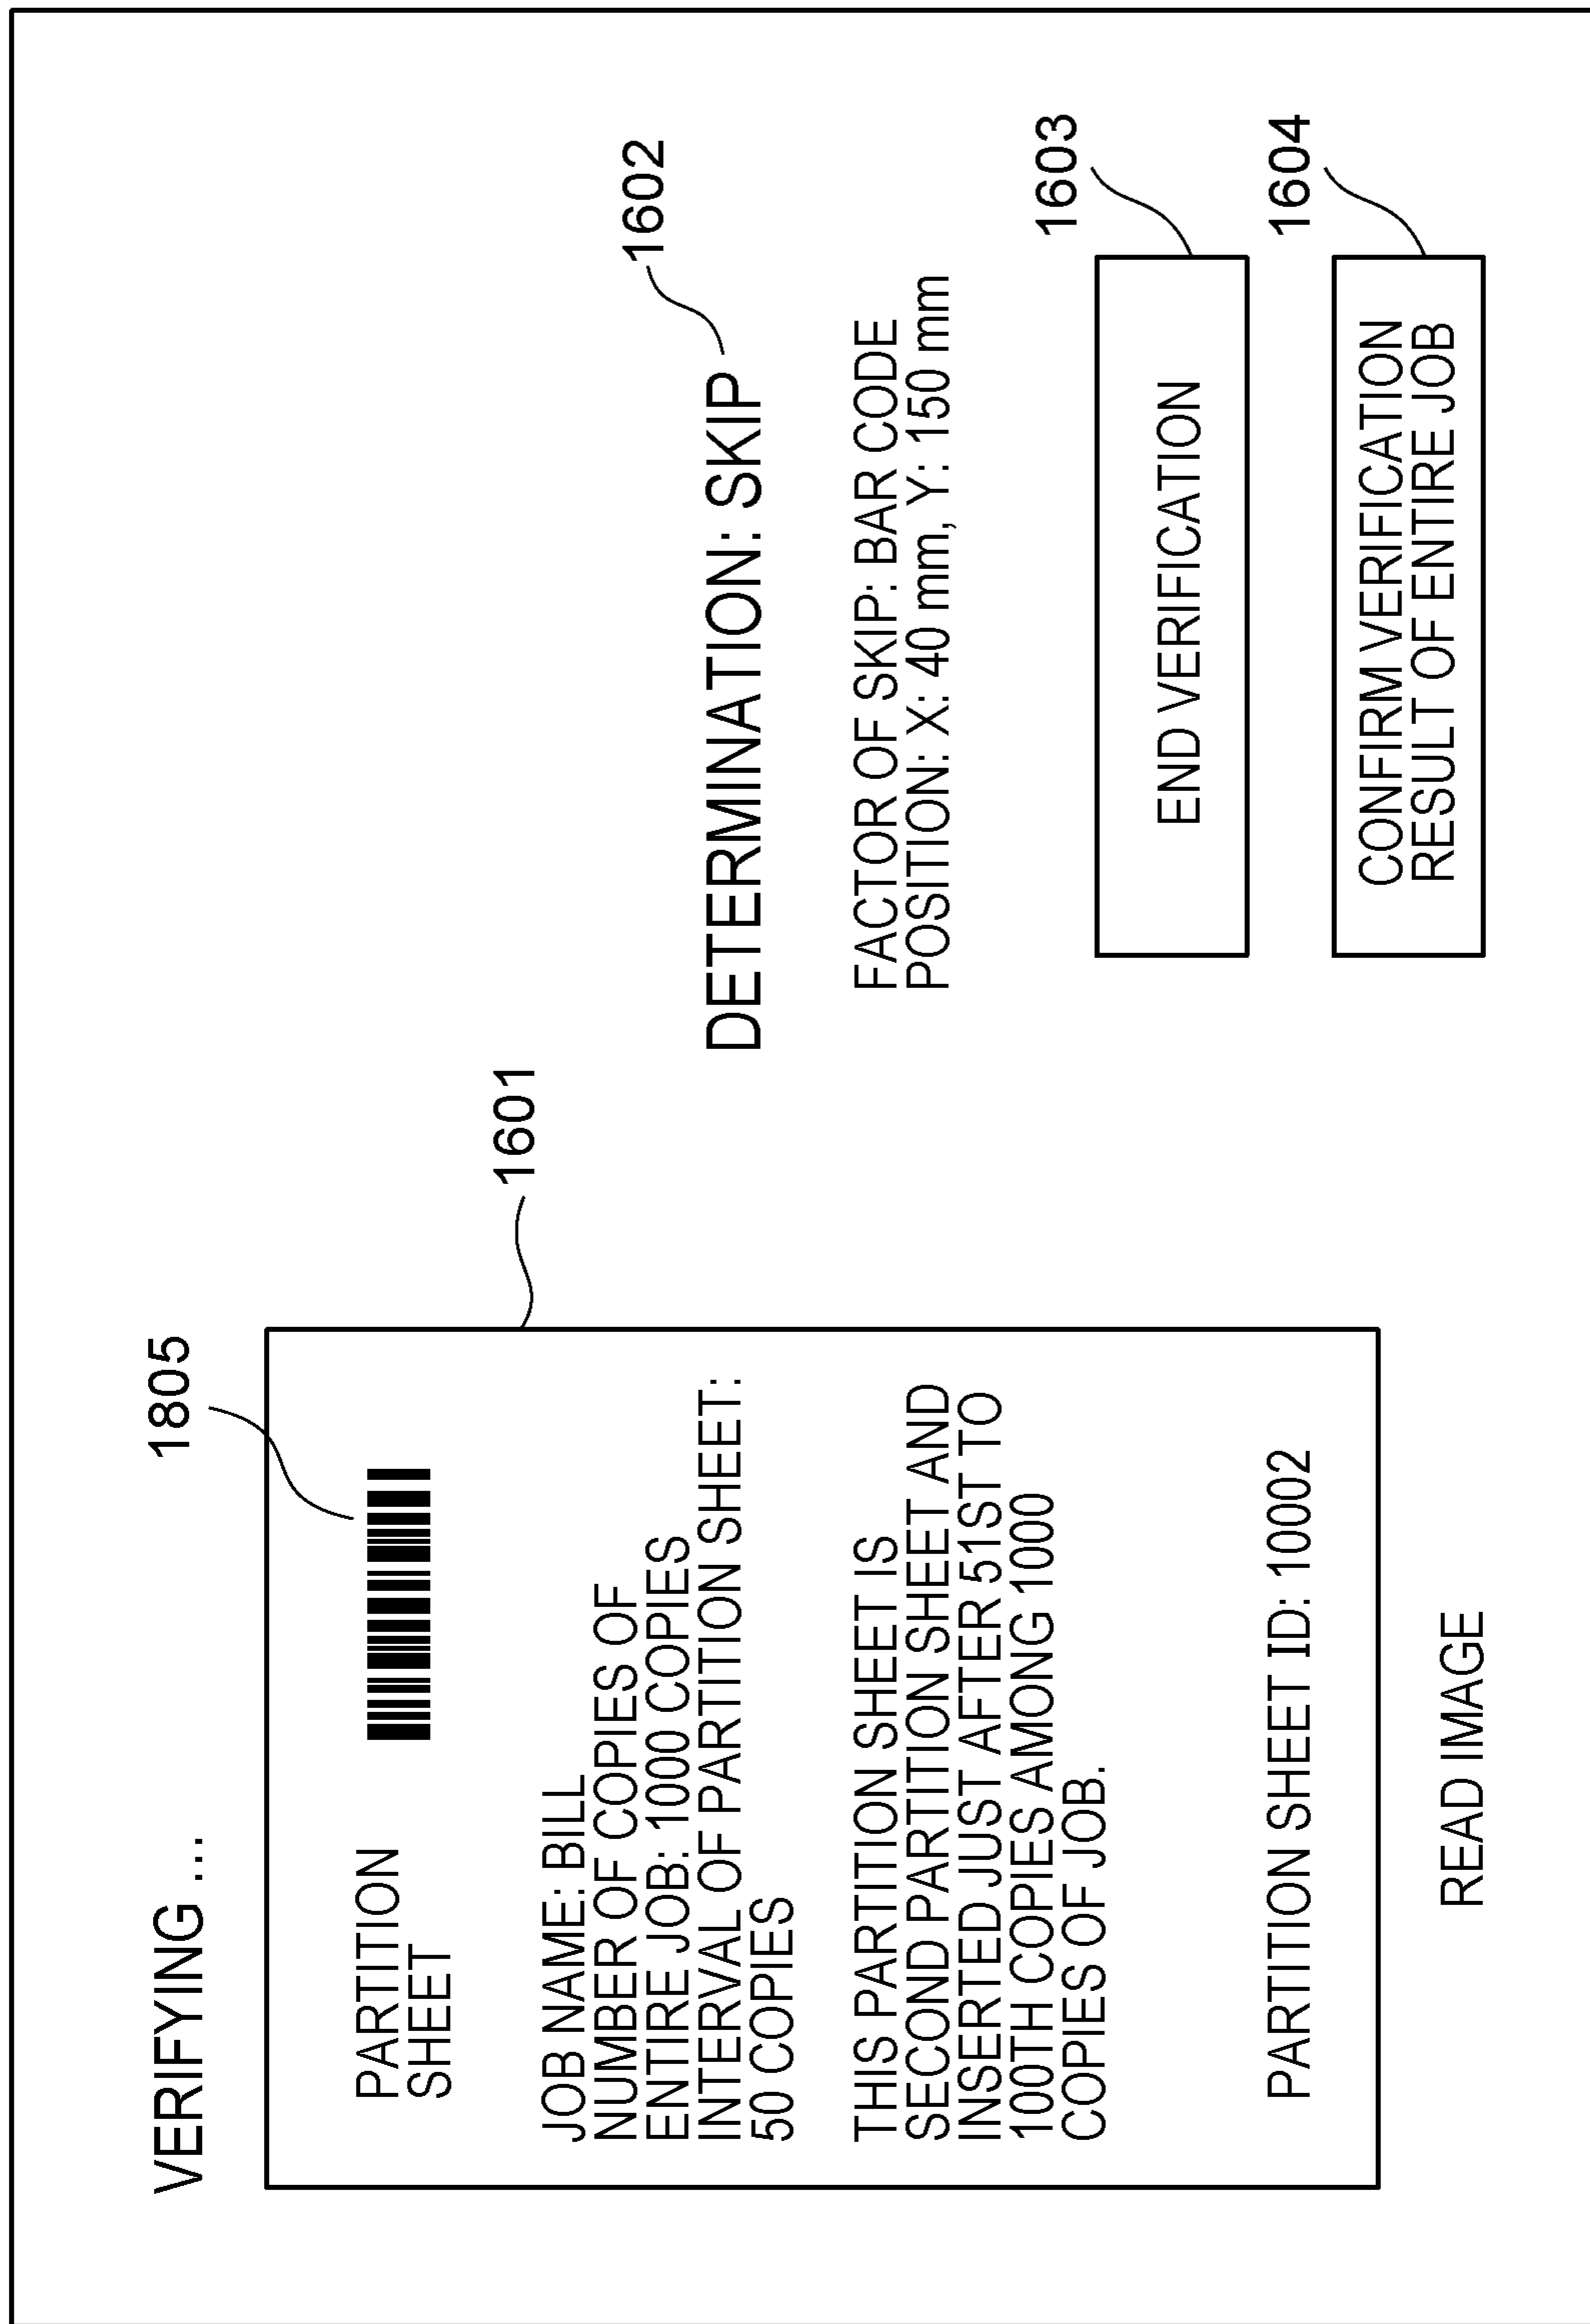 VERIFYING ...
1805
PARTITION
SHEET
JOB NAME: BILL
NUMBER OF COPIES OF
ENTIRE JOB: 1000 COPIES
INTERVAL OF PARTITION SHEET:
50 COPIES
THIS PARTITION SHEET IS
SECOND PARTITION SHEET AND
INSERTED JUST AFTER 51ST TO
100TH COPIES AMONG 1000
COPIES OF JOB.
PARTITION SHEET ID: 10002
READ IMAGE
1601
1602
DETERMINATION: SKIP
FACTOR OF SKIP: BAR CODE
POSITION: X: 40 mm, Y: 150 mm
1603
END VERIFICATION
1604
CONFIRM VERIFICATION
RESULT OF ENTIRE JOB